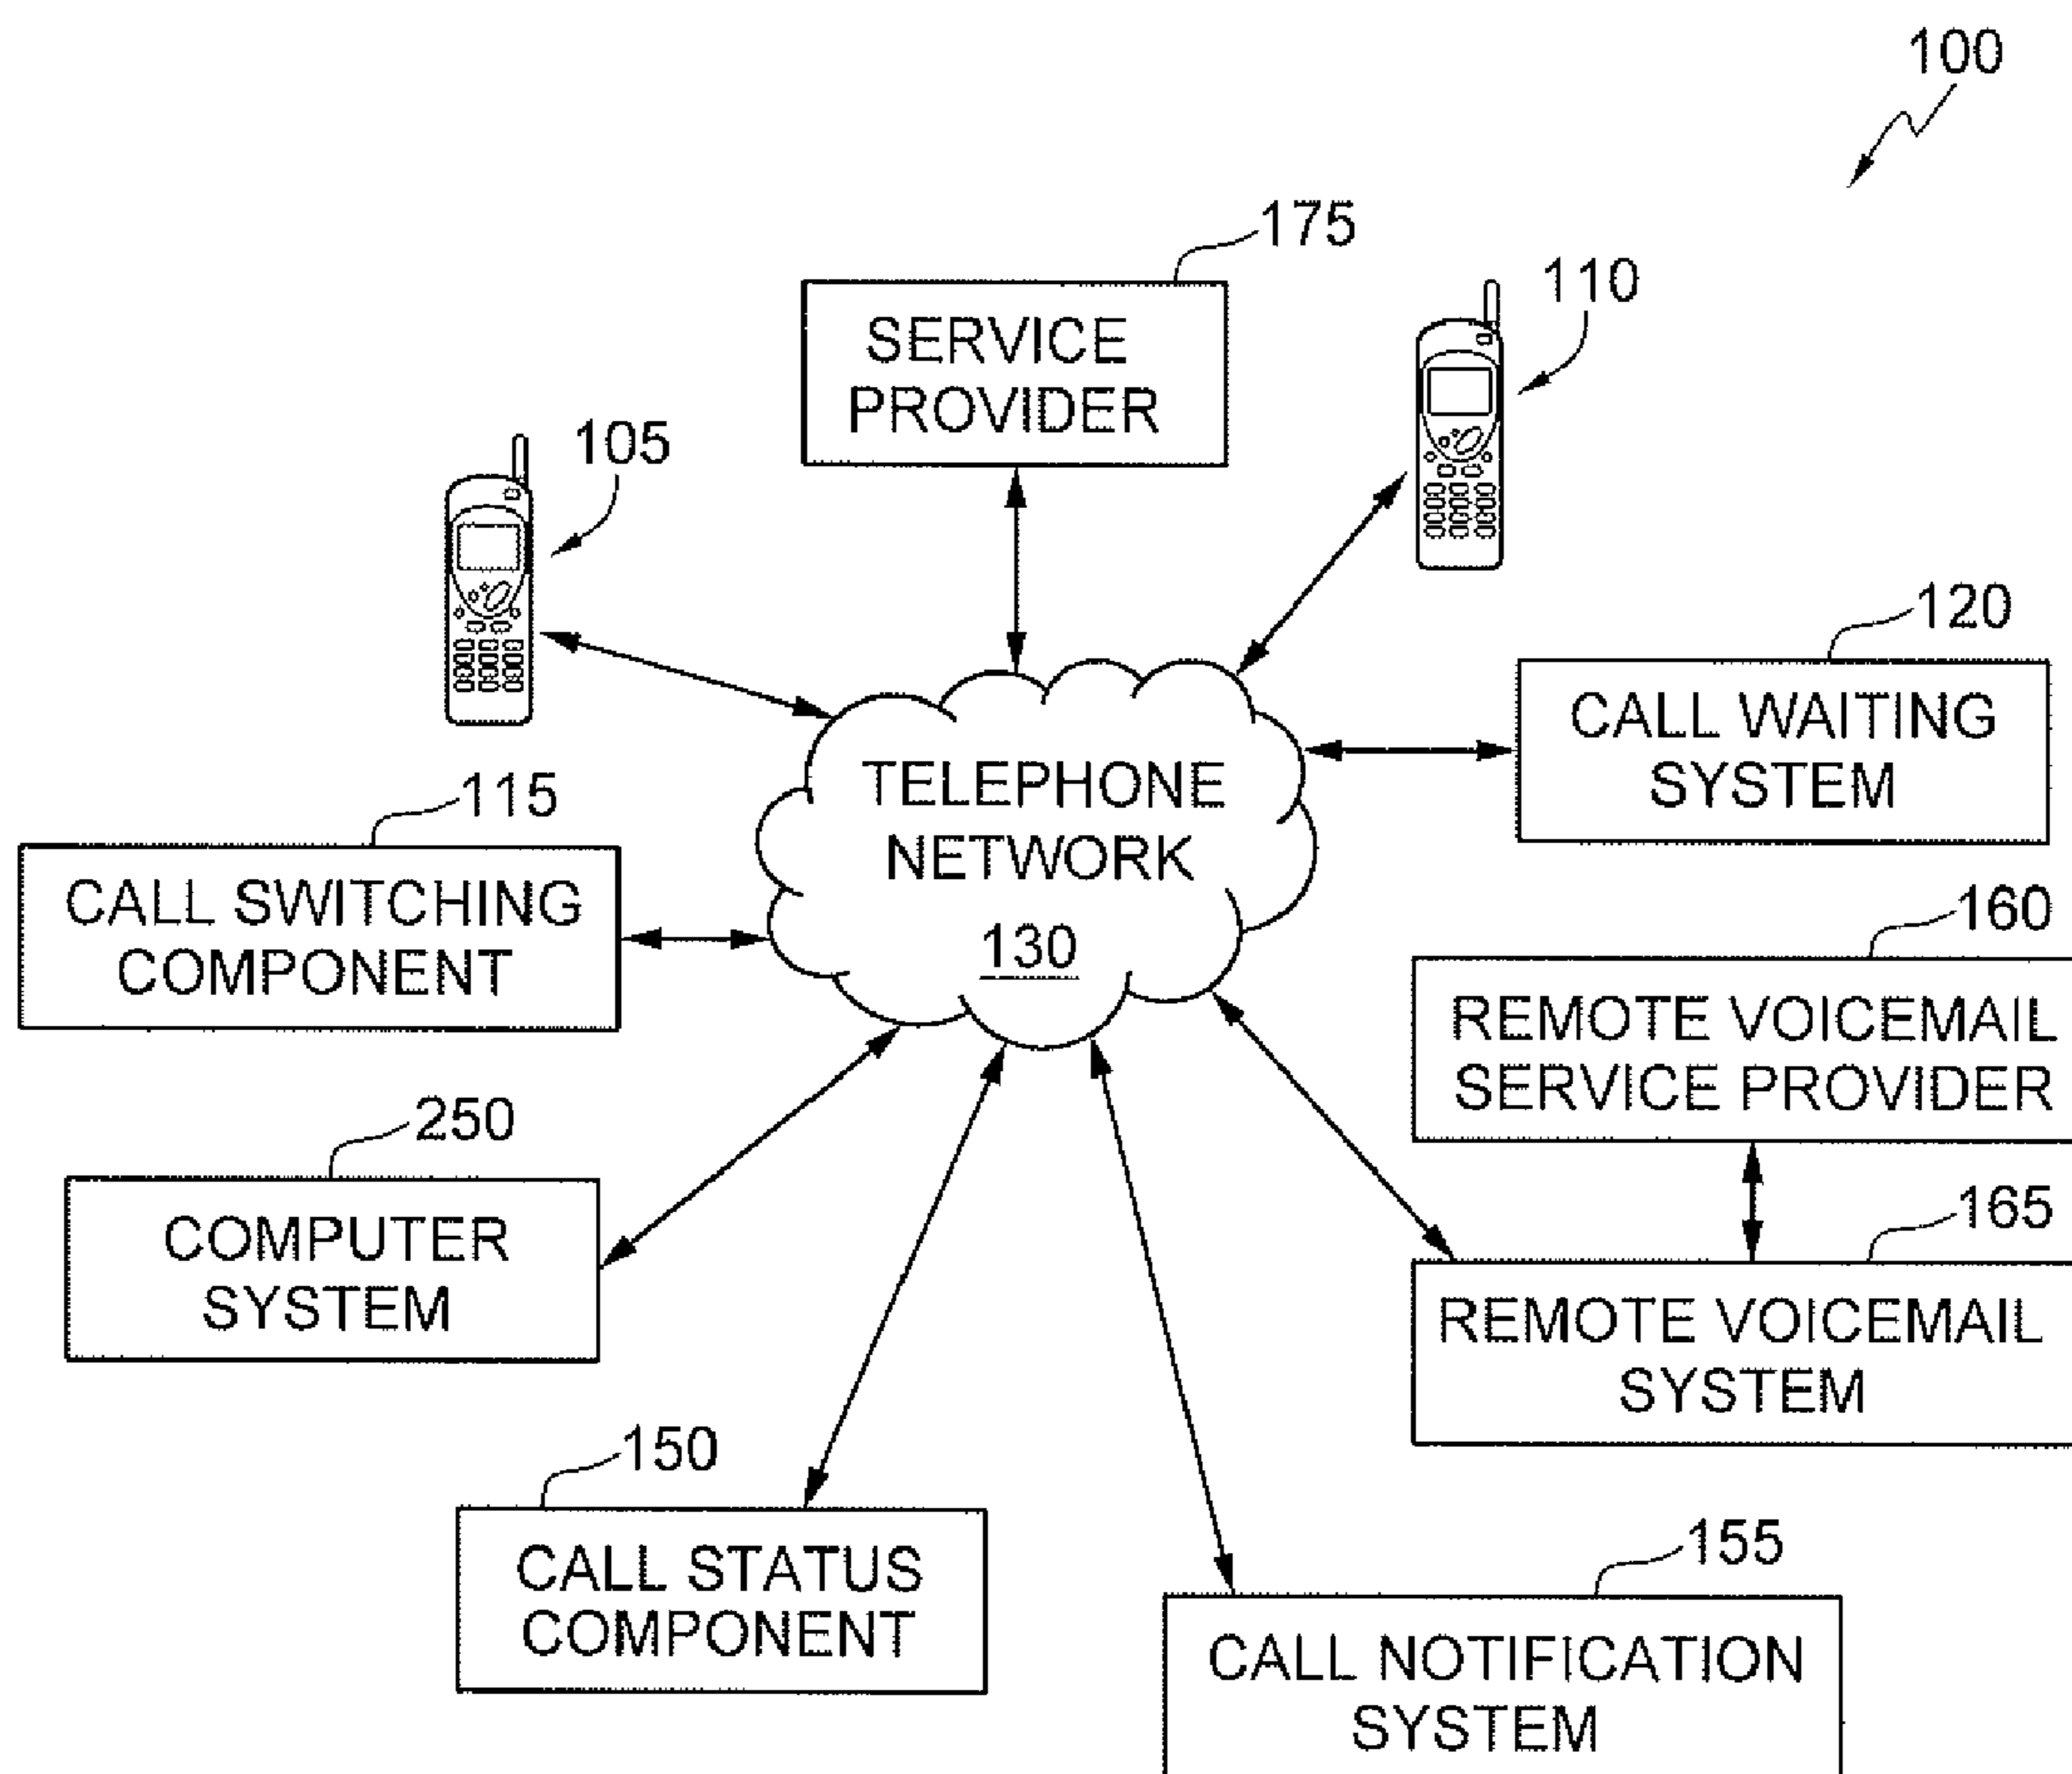 100
175
SERVICE
PROVIDER
110
105
120
CALL WAITING
SYSTEM
TELEPHONE
NETWORK
130
115
CALL SWITCHING
COMPONENT
160
REMOTE VOICEMAIL
SERVICE PROVIDER
250
COMPUTER
SYSTEM
165
REMOTE VOICEMAIL
SYSTEM
150
CALL STATUS
COMPONENT
155
CALL NOTIFICATION
SYSTEM